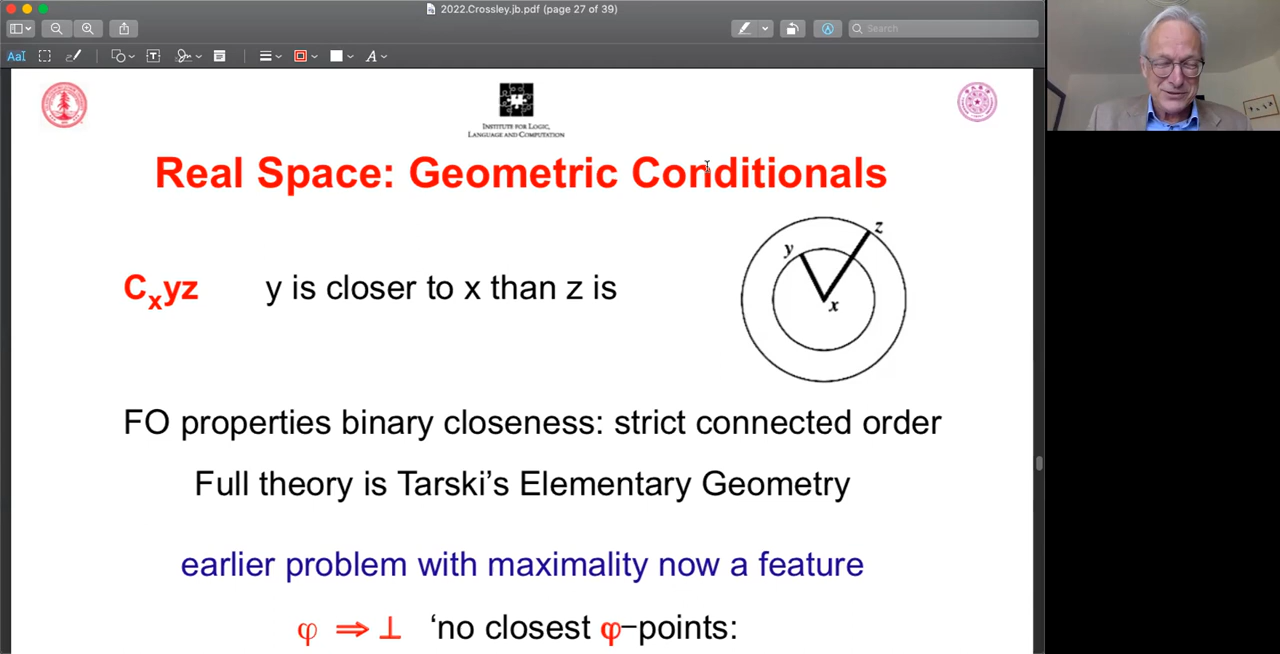 2022.Crossley.jb.pdf (page 27 of 39)
Search
AaI
A
INSTITUTE FOR LOGIC,
LANGUAGE AND COMPUTATION
Real Space: Geometric Conditionals
Cₓyz y is closer to x than z is
z
y
x
FO properties binary closeness: strict connected order
Full theory is Tarski’s Elementary Geometry
earlier problem with maximality now a feature
φ ⇒ ⊥ ‘no closest φ−points: